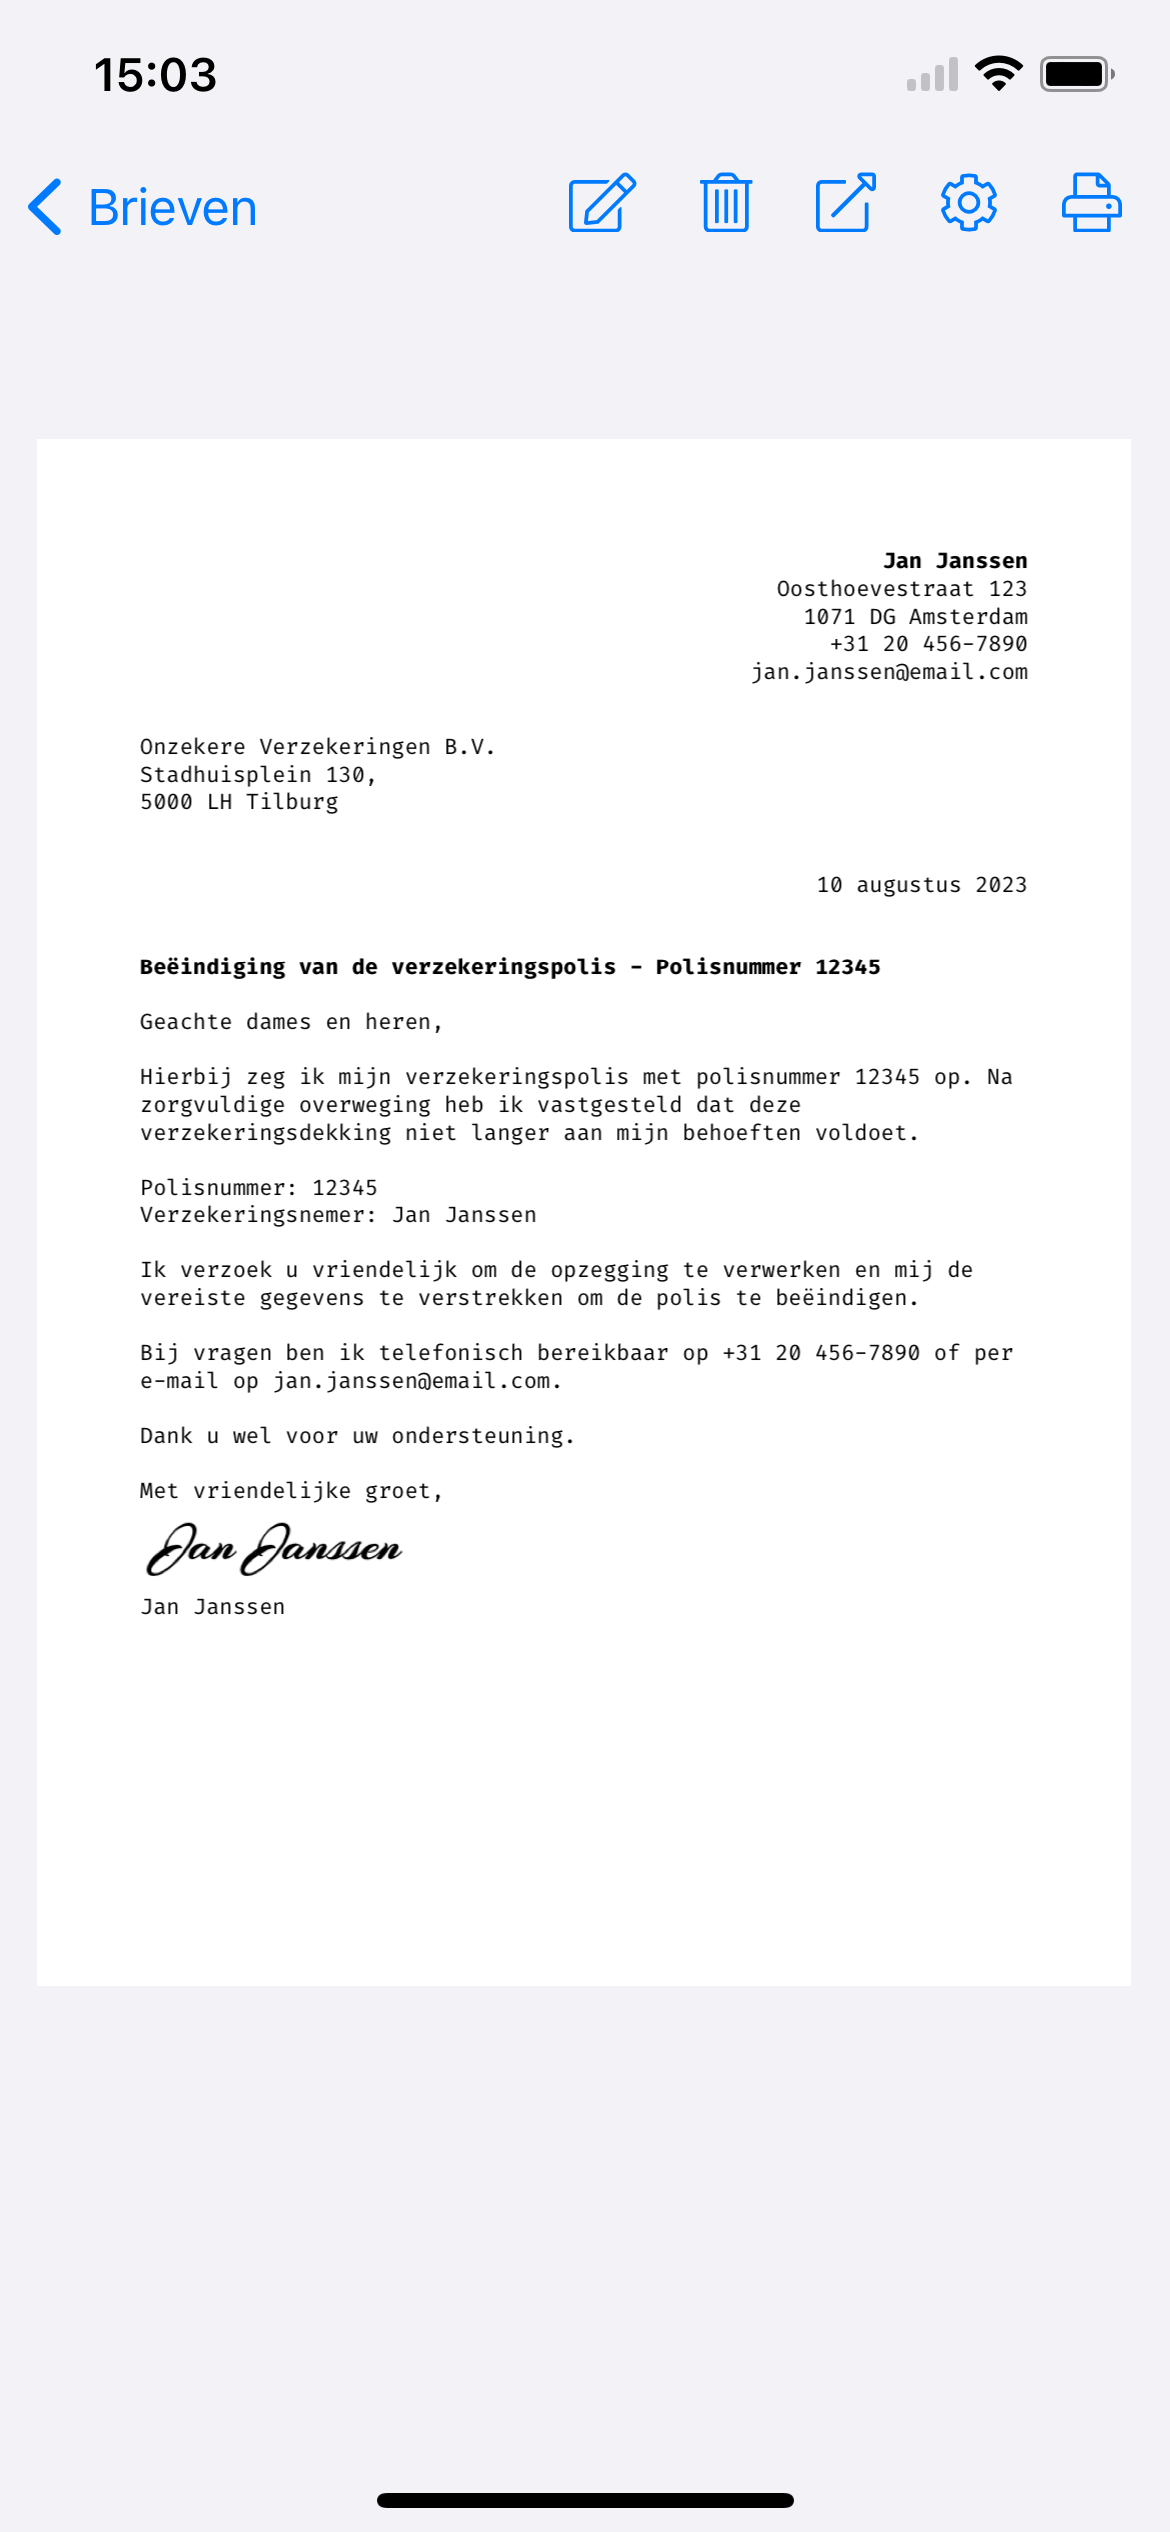 15:03
Brieven
Jan Janssen
Oosthoevestraat 123
1071 DG Amsterdam
+31 20 456-7890
jan.janssen@email.com
Onzekere Verzekeringen B.V.
Stadhuisplein 130,
5000 LH Tilburg
10 augustus 2023
Beëindiging van de verzekeringspolis - Polisnummer 12345
Geachte dames en heren,
Hierbij zeg ik mijn verzekeringspolis met polisnummer 12345 op. Na
zorgvuldige overweging heb ik vastgesteld dat deze
verzekeringsdekking niet langer aan mijn behoeften voldoet.
Polisnummer: 12345
Verzekeringsnemer: Jan Janssen
Ik verzoek u vriendelijk om de opzegging te verwerken en mij de
vereiste gegevens te verstrekken om de polis te beëindigen.
Bij vragen ben ik telefonisch bereikbaar op +31 20 456-7890 of per
e-mail op jan.janssen@email.com.
Dank u wel voor uw ondersteuning.
Met vriendelijke groet,
Jan Janssen
Jan Janssen